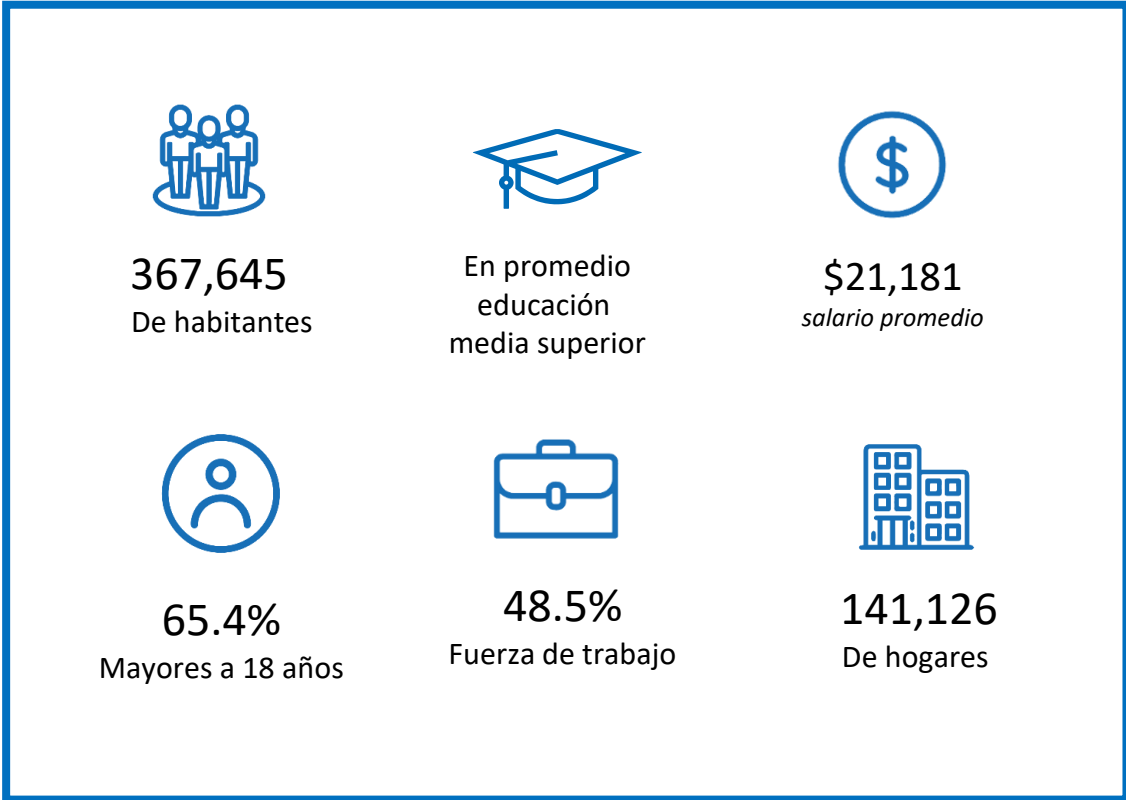 367,645
De habitantes
En promedio
educación
media superior
$21,181
salario promedio
65.4%
Mayores a 18 años
48.5%
Fuerza de trabajo
141,126
De hogares